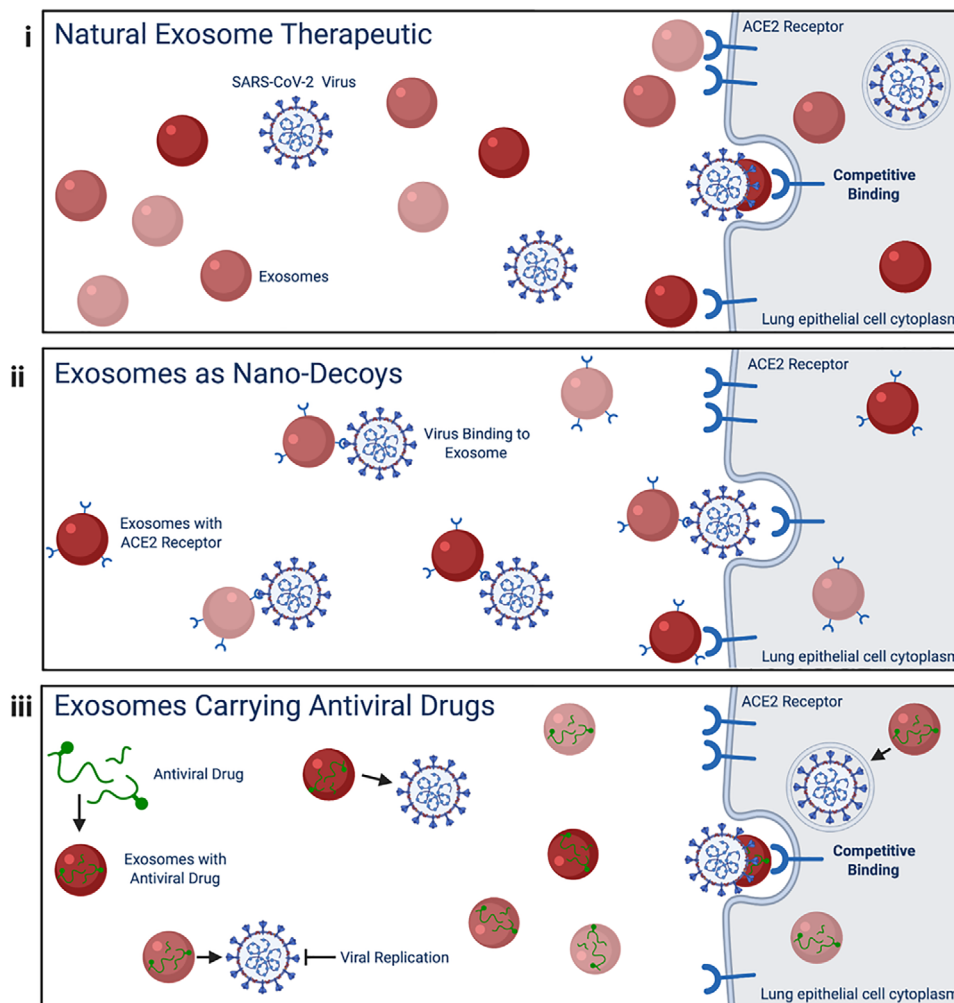 i
Natural Exosome Therapeutic
ACE2 Receptor
SARS-CoV-2 Virus
Competitive
Binding
Exosomes
Lung epithelial cell cytoplasm
ii
Exosomes as Nano-Decoys
ACE2 Receptor
Virus Binding to
Exosome
Exosomes with
ACE2 Receptor
Lung epithelial cell cytoplasm
iii
Exosomes Carrying Antiviral Drugs
ACE2 Receptor
Antiviral Drug
Exosomes with
Antiviral Drug
Competitive
Binding
Viral Replication
Lung epithelial cell cytoplasm